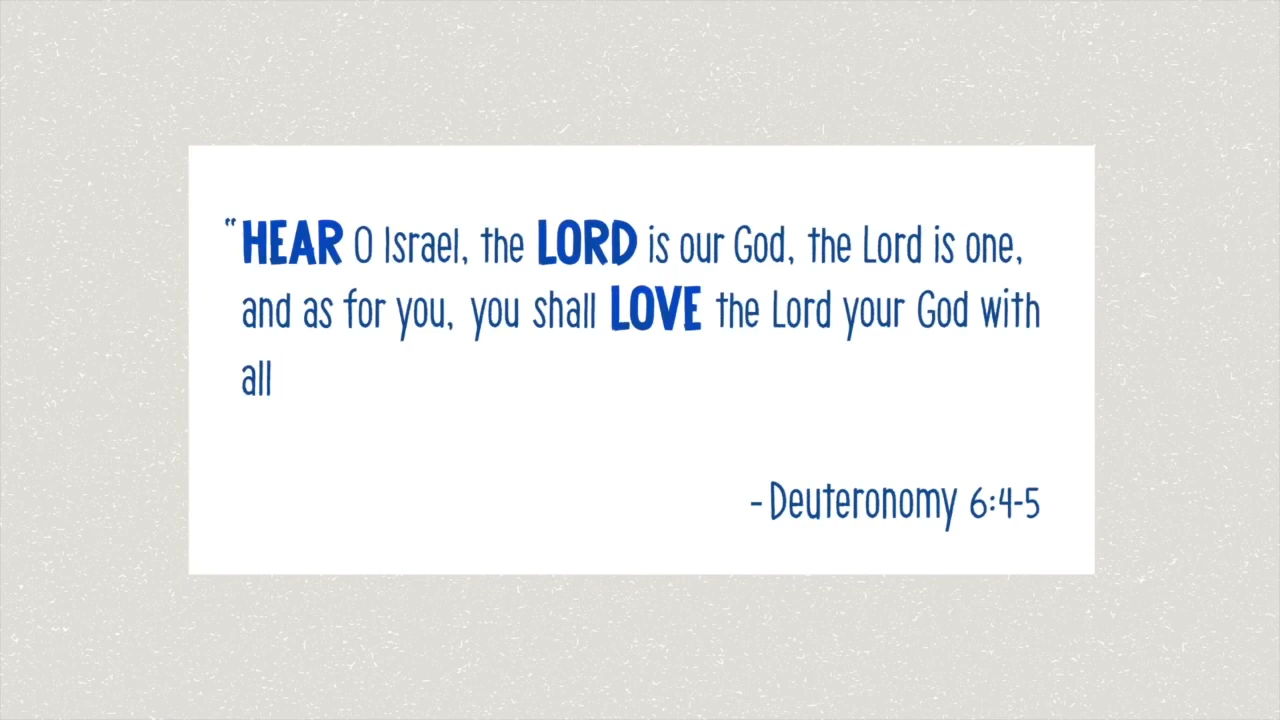 “HEAR O Israel, the LORD is our God, the Lord is one,
and as for you, you shall LOVE the Lord your God with
all
-Deuteronomy 6:4-5